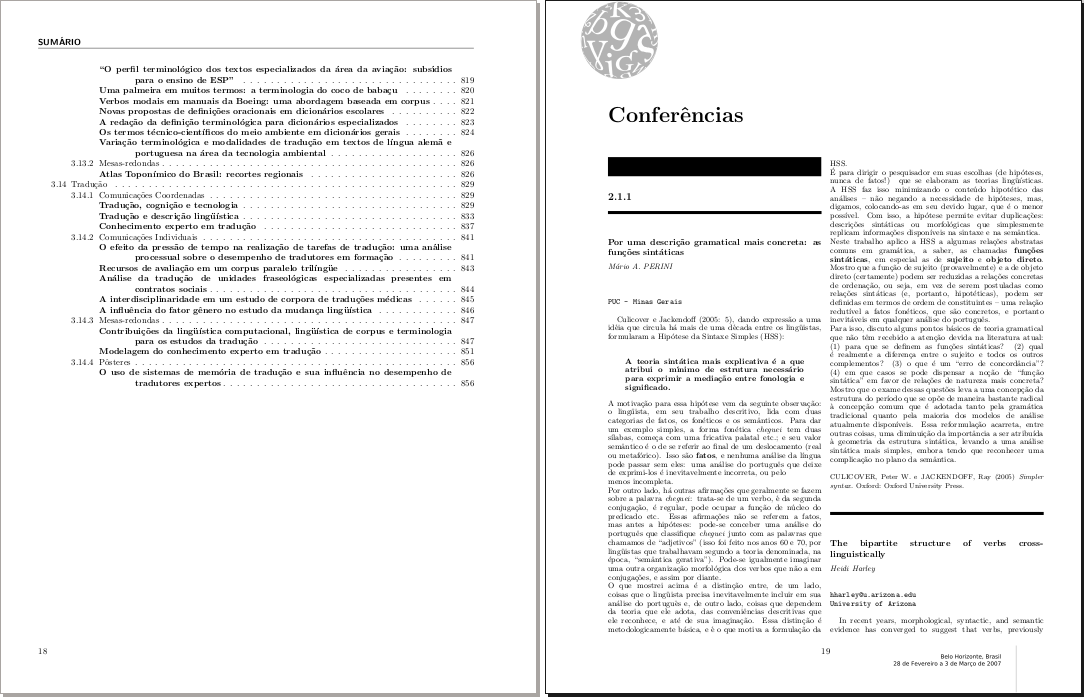 SUMÁRIO
“O perfil terminológico dos textos especializados da área da aviação: subsídios
para o ensino de ESP” . . . . . . . . . . . . . . . . . . . . . . . . . . . . 819
Uma palmeira em muitos termos: a terminologia do coco de babaçu . . . . . . . 820
Verbos modais em manuais da Boeing: uma abordagem baseada em corpus . . . . 821
Novas propostas de definições oracionais em dicionários escolares . . . . . . . . . 822
A redação da definição terminológica para dicionários especializados . . . . . . . 823
Os termos técnico-científicos do meio ambiente em dicionários gerais . . . . . . . 824
Variação terminológica e modalidades de tradução em textos de língua alemã e
portuguesa na área da tecnologia ambiental . . . . . . . . . . . . . . . . 826
3.13.2 Mesas-redondas . . . . . . . . . . . . . . . . . . . . . . . . . . . . . . . . . . . . 826
Atlas Toponímico do Brasil: recortes regionais . . . . . . . . . . . . . . . . . . . 826
3.14 Tradução . . . . . . . . . . . . . . . . . . . . . . . . . . . . . . . . . . . . . . . . . . 829
3.14.1 Comunicações Coordenadas . . . . . . . . . . . . . . . . . . . . . . . . . . . . . 829
Tradução, cognição e tecnologia . . . . . . . . . . . . . . . . . . . . . . . . . . . 829
Tradução e descrição lingüística . . . . . . . . . . . . . . . . . . . . . . . . . . . 833
Conhecimento experto em tradução . . . . . . . . . . . . . . . . . . . . . . . . . 837
3.14.2 Comunicações Individuais . . . . . . . . . . . . . . . . . . . . . . . . . . . . . . 841
O efeito da pressão de tempo na realização de tarefas de tradução: uma análise
processual sobre o desempenho de tradutores em formação . . . . . . . . 841
Recursos de avaliação em um corpus paralelo trilíngüe . . . . . . . . . . . . . . . 843
Análise da tradução de unidades fraseológicas especializadas presentes em
contratos sociais . . . . . . . . . . . . . . . . . . . . . . . . . . . . . . . 844
A interdisciplinaridade em um estudo de corpora de traduções médicas . . . . . . 845
A influência do fator gênero no estudo da mudança lingüística . . . . . . . . . . 846
3.14.3 Mesas-redondas . . . . . . . . . . . . . . . . . . . . . . . . . . . . . . . . . . . . 847
Contribuições da lingüística computacional, lingüística de corpus e terminologia
para os estudos da tradução . . . . . . . . . . . . . . . . . . . . . . . . . 847
Modelagem do conhecimento experto em tradução . . . . . . . . . . . . . . . . . 851
3.14.4 Pôsteres . . . . . . . . . . . . . . . . . . . . . . . . . . . . . . . . . . . . . . . . 856
O uso de sistemas de memória de tradução e sua influência no desempenho de
tradutores expertos . . . . . . . . . . . . . . . . . . . . . . . . . . . . . . 856
18
Conferências
2.1.1
Por uma descrição gramatical mais concreta: as
funções sintáticas
Mário A. PERINI
PUC - Minas Gerais
Culicover e Jackendoff (2005: 5), dando expressão a uma
idéia que circula há mais de uma década entre os lingüistas,
formularam a Hipótese da Sintaxe Simples (HSS):
A teoria sintática mais explicativa é a que
atribui o mínimo de estrutura necessário
para exprimir a mediação entre fonologia e
significado.
A motivação para essa hipótese vem da seguinte observação:
o lingüista, em seu trabalho descritivo, lida com duas
categorias de fatos, os fonéticos e os semânticos. Para dar
um exemplo simples, a forma fonética cheguei tem duas
sílabas, começa com uma fricativa palatal etc.; e seu valor
semântico é o de se referir ao final de um deslocamento (real
ou metafórico). Isso são fatos, e nenhuma análise da língua
pode passar sem eles: uma análise do português que deixe
de exprimi-los é inevitavelmente incorreta, ou pelo
menos incompleta.
Por outro lado, há outras afirmações que geralmente se fazem
sobre a palavra cheguei: trata-se de um verbo, é da segunda
conjugação, é regular, pode ocupar a função de núcleo do
predicado etc. Essas afirmações não se referem a fatos,
mas antes a hipóteses: pode-se conceber uma análise do
português que classifique cheguei junto com as palavras que
chamamos de “adjetivos” (isso foi feito nos anos 60 e 70, por
lingüistas que trabalhavam segundo a teoria denominada, na
época, “semântica gerativa”). Pode-se igualmente imaginar
uma outra organização morfológica dos verbos que não a em
conjugações, e assim por diante.
O que mostrei acima é a distinção entre, de um lado,
coisas que o lingüista precisa inevitavelmente incluir em sua
análise do português e, de outro lado, coisas que dependem
da teoria que ele adota, das conveniências descritivas que
ele reconhece, e até de sua imaginação. Essa distinção é
metodologicamente básica, e é o que motiva a formulação da
HSS.
É para dirigir o pesquisador em suas escolhas (de hipóteses,
nunca de fatos!) que se elaboram as teorias lingüísticas.
A HSS faz isso minimizando o conteúdo hipotético das
análises – não negando a necessidade de hipóteses, mas,
digamos, colocando-as em seu devido lugar, que é o menor
possível. Com isso, a hipótese permite evitar duplicações:
descrições sintáticas ou morfológicas que simplesmente
replicam informações disponíveis na sintaxe e na semântica.
Neste trabalho aplico a HSS a algumas relações abstratas
comuns em gramática, a saber, as chamadas funções
sintáticas, em especial as de sujeito e objeto direto.
Mostro que a função de sujeito (provavelmente) e a de objeto
direto (certamente) podem ser reduzidas a relações concretas
de ordenação, ou seja, em vez de serem postuladas como
relações sintáticas (e, portanto, hipotéticas), podem ser
definidas em termos de ordem de constituintes – uma relação
redutível a fatos fonéticos, que são concretos, e portanto
inevitáveis em qualquer análise do português.
Para isso, discuto alguns pontos básicos de teoria gramatical
que não têm recebido a atenção devida na literatura atual:
(1) para que se definem as funções sintáticas? (2) qual
é realmente a diferença entre o sujeito e todos os outros
complementos? (3) o que é um “erro de concordância”?
(4) em que casos se pode dispensar a noção de “função
sintática” em favor de relações de natureza mais concreta?
Mostro que o exame dessas questões leva a uma concepção da
estrutura do período que se opõe de maneira bastante radical
à concepção comum que é adotada tanto pela gramática
tradicional quanto pela maioria dos modelos de análise
atualmente disponíveis. Essa reformulação acarreta, entre
outras coisas, uma diminuição da importância a ser atribuída
à geometria da estrutura sintática, levando a uma análise
sintática mais simples, embora tendo que reconhecer uma
complicação no plano da semântica.
CULICOVER, Peter W. e JACKENDOFF, Ray (2005) Simpler
syntax. Oxford: Oxford University Press.
The bipartite structure of verbs cross-
linguistically
Heidi Harley
hharley@u.arizona.edu
University of Arizona
In recent years, morphological, syntactic, and semantic
evidence has converged to suggest that verbs, previously
19
Belo Horizonte, Brasil
28 de Fevereiro a 3 de Março de 2007